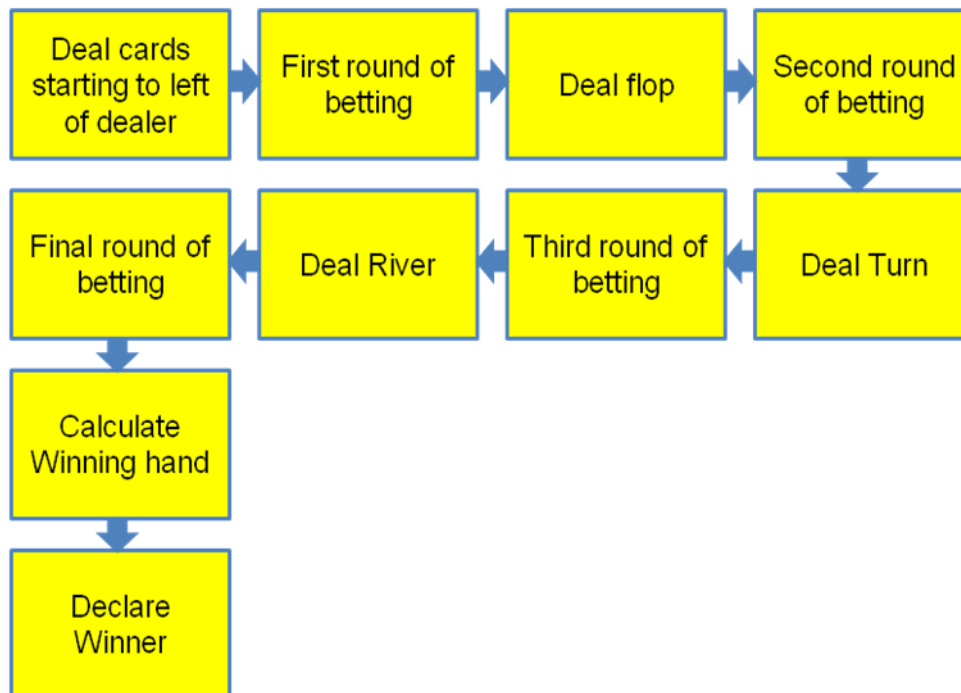 Deal cards
starting to left
of dealer
First round of
betting
Deal flop
Second round
of betting
Deal Turn
Third round of
betting
Deal River
Final round of
betting
Calculate
Winning hand
Declare
Winner